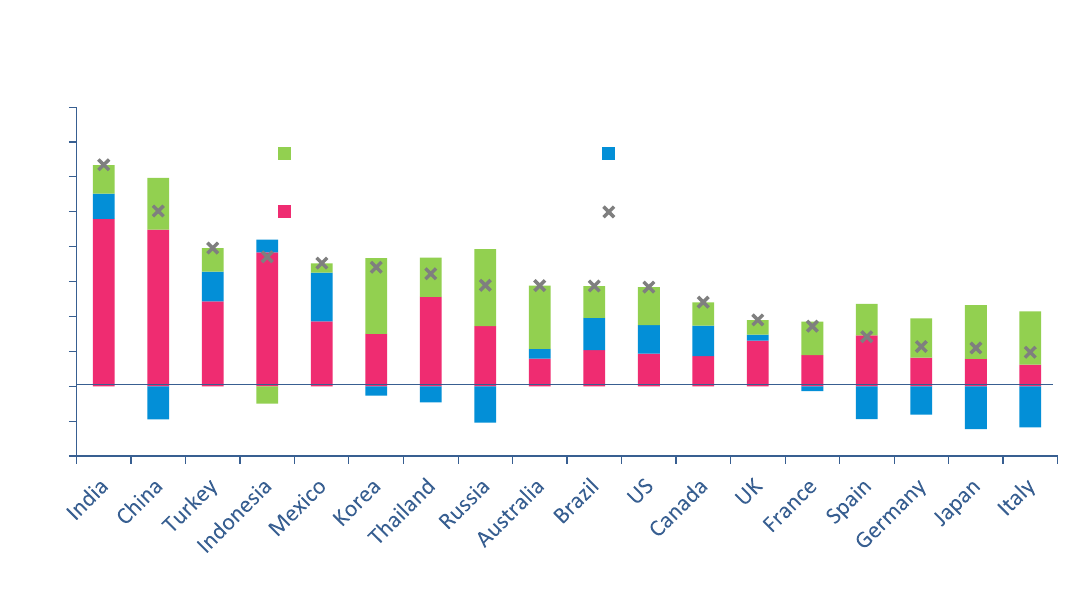 India
China
Turkey
Indonesia
Mexico
Korea
Thailand
Russia
Australia
Brazil
US
Canada
UK
France
Spain
Germany
Japan
Italy